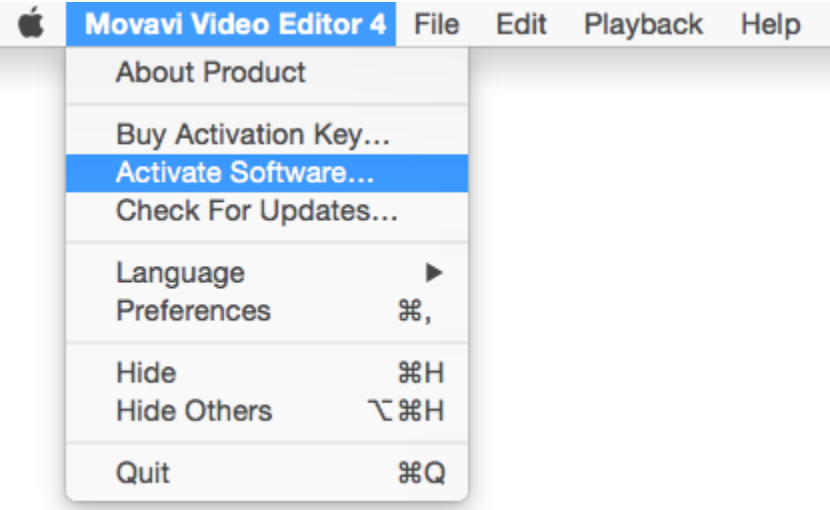 Movavi Video Editor 4 File Edit Playback Help
About Product
Buy Activation Key...
Activate Software...
Check For Updates...
Language ▶
Preferences ⌘,
Hide ⌘H
Hide Others ⌥⌘H
Quit ⌘Q